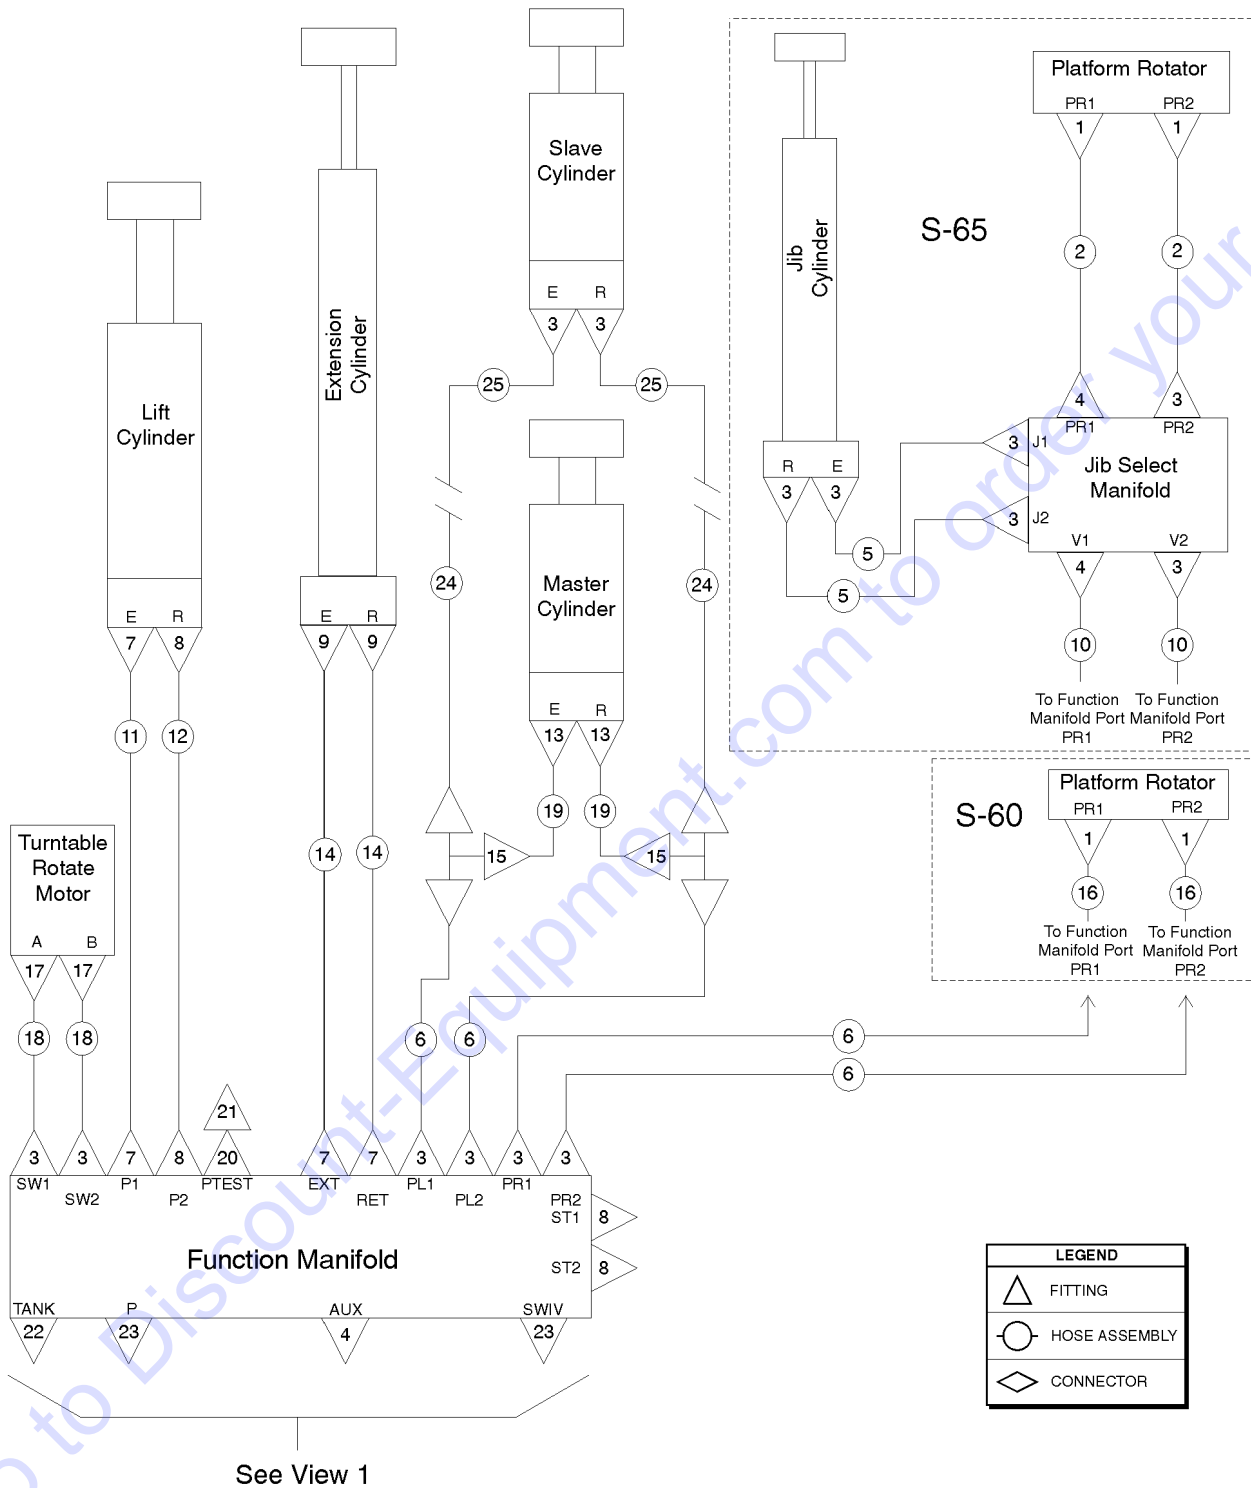 Slave
Cylinder
E
R
3
3
25
25
24
24
Lift
Cylinder
E
R
7
8
11
12
Extension
Cylinder
E
R
9
9
14
14
Master
Cylinder
E
R
13
13
19
19
15
15
Turntable
Rotate
Motor
A
B
17
17
18
18
6
6
6
6
S-65
Jib
Cylinder
R
E
3
3
5
5
Platform Rotator
PR1
PR2
1
1
2
2
4
3
PR1
PR2
3
J1
3
J2
Jib Select
Manifold
V1
V2
4
3
10
10
To Function
Manifold Port
PR1
To Function
Manifold Port
PR2
S-60
Platform Rotator
PR1
PR2
1
1
16
16
To Function
Manifold Port
PR1
To Function
Manifold Port
PR2
21
3
3
7
8
20
7
7
3
3
3
3
SW1
SW2
P1
P2
PTEST
EXT
RET
PL1
PL2
PR1
PR2
ST1
8
ST2
8
Function Manifold
TANK
P
AUX
SWIV
22
23
4
23
See View 1
LEGEND
FITTING
HOSE ASSEMBLY
CONNECTOR
to Discount-Equipment.com to order your